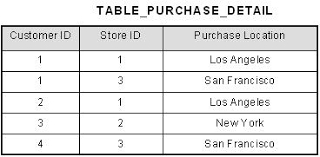 TABLE_PURCHASE_DETAIL
Customer ID Store ID Purchase Location
1 1 Los Angeles
1 3 San Francisco
2 1 Los Angeles
3 2 New York
4 3 San Francisco